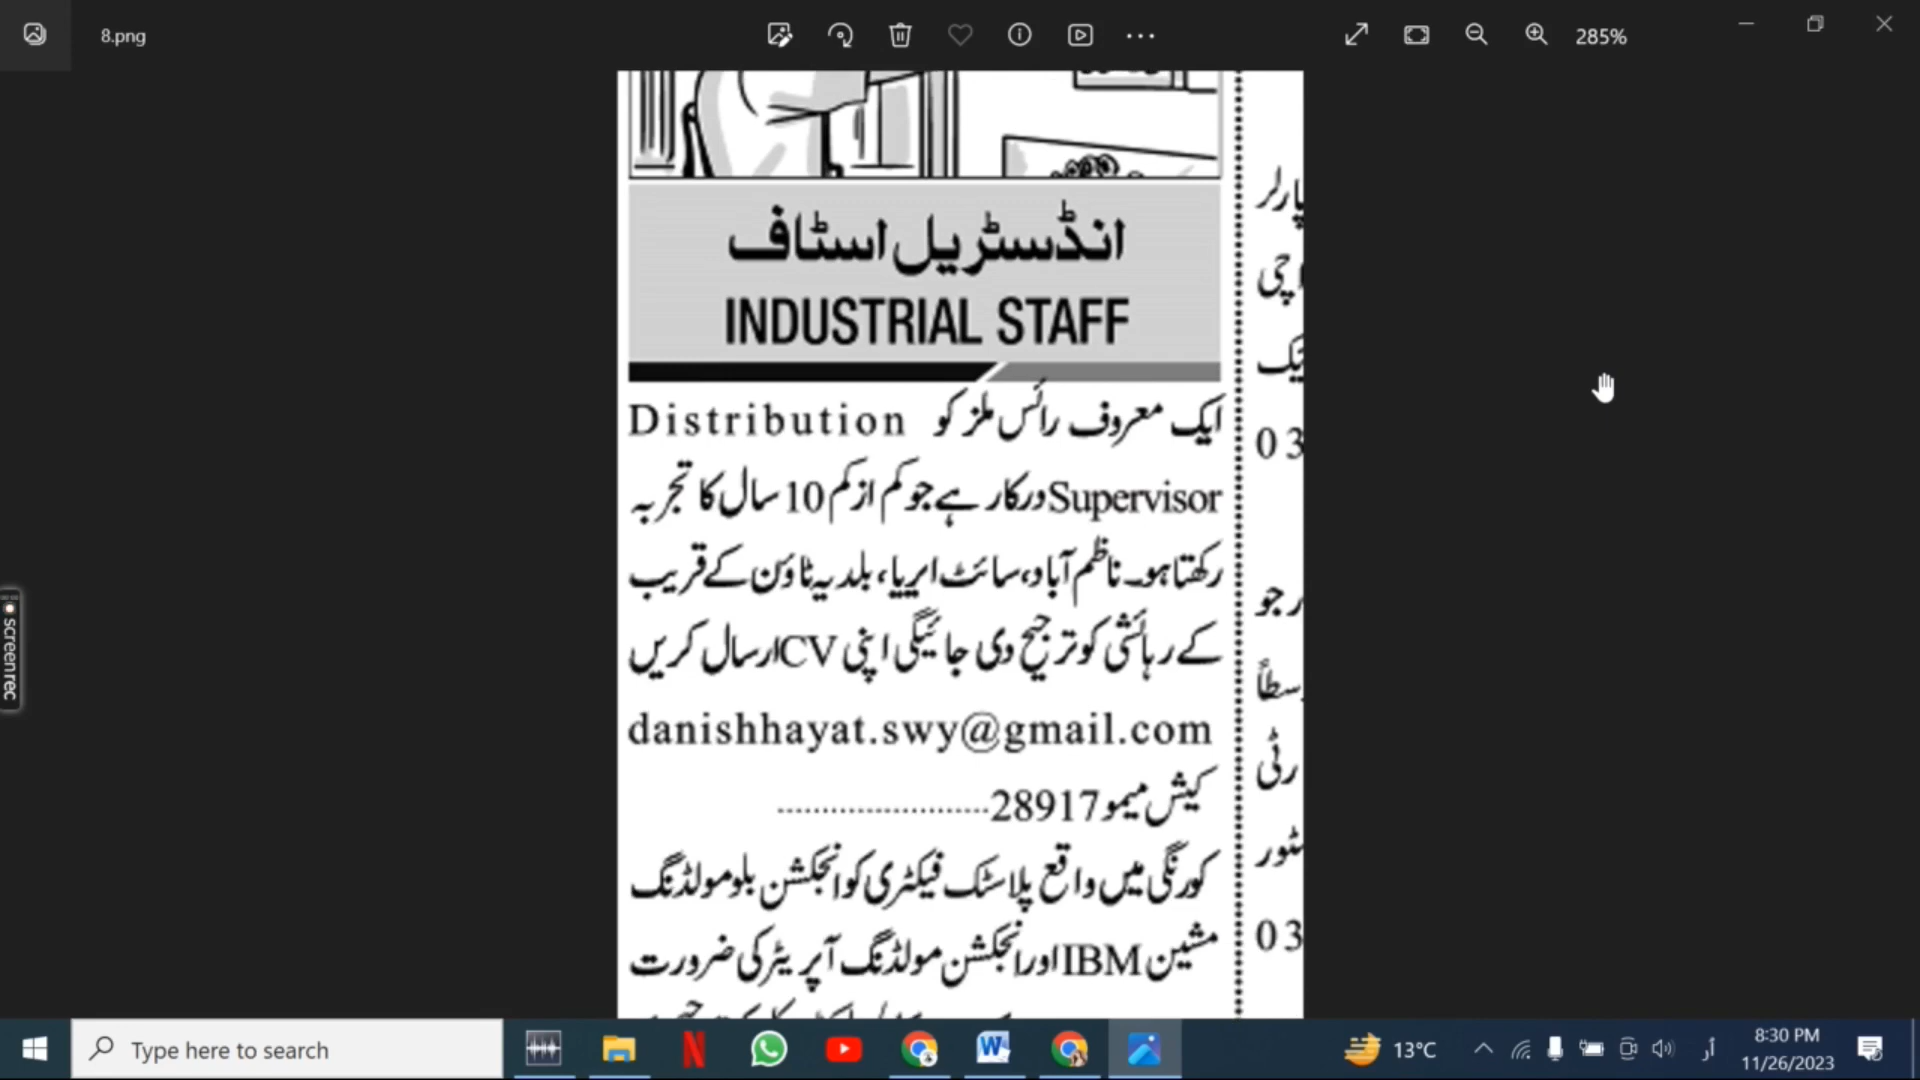 8.png
285%
انڈسٹریل اسٹاف
INDUSTRIAL STAFF
ایک معروف رائس ملز کو Distribution
Supervisor درکار ہے جو کم از کم 10 سال کا تجربہ
رکھتا ہو۔ ناظم آباد، سائٹ ایریا، بلدیہ ٹاؤن کے قریب
کے رہائشی کو ترجیح دی جائیگی اپنی CV ارسال کریں
danishhayat.swy@gmail.com
کیش میمو 28917......................
کورنگی میں واقع پلاسٹک فیکٹری کو انجکشن بلو مولڈنگ
مشین IBM اور انجکشن مولڈنگ آپریٹر کی ضرورت
پارلر
03
رجو
03
screenrec
Type here to search
13°C
8:30 PM
11/26/2023